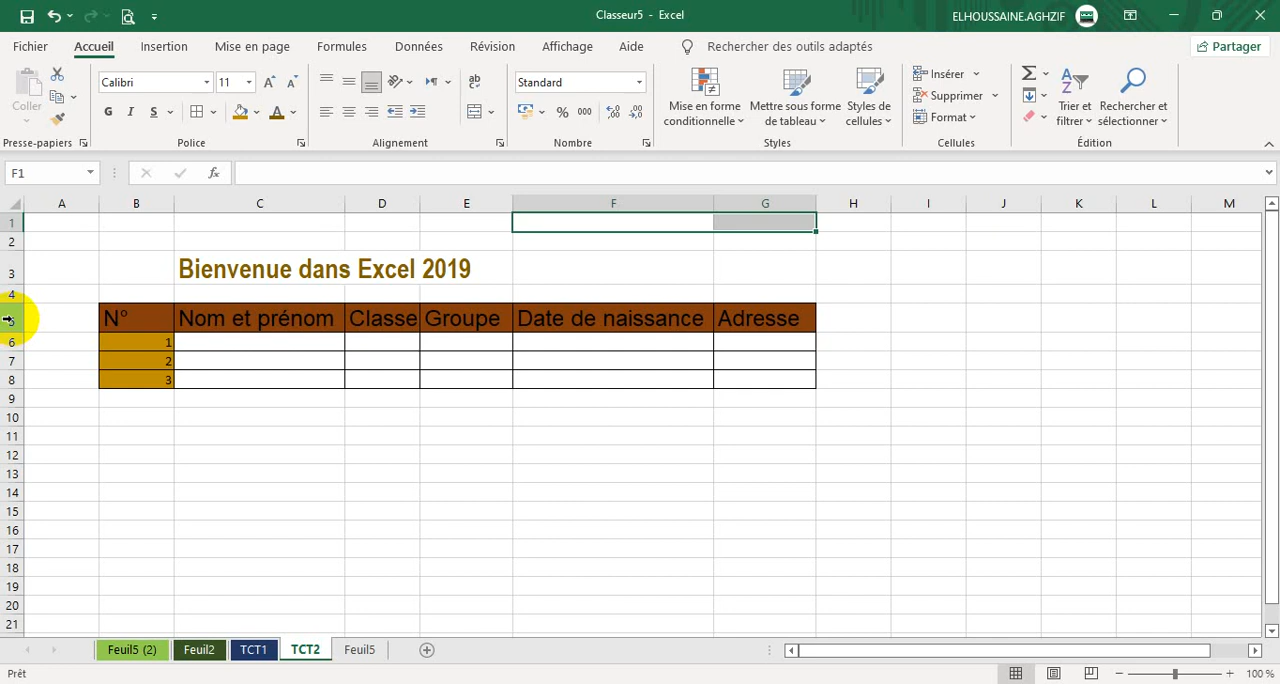 Classeur5 - Excel
ELHOUSSAINE.AGHZIF
Fichier Accueil Insertion Mise en page Formules Données Révision Affichage Aide Rechercher des outils adaptés Partager
Coller
Calibri 11
G I S
ab
Standard
% 000
Mise en forme conditionnelle
Mettre sous forme de tableau
Styles de cellules
Insérer
Supprimer
Format
Trier et filtrer
Rechercher et sélectionner
Presse-papiers Police Alignement Nombre Styles Cellules Édition
F1 fx
A B C D E F G H I J K L M
1
2
3 Bienvenue dans Excel 2019
4
5 N° Nom et prénom Classe Groupe Date de naissance Adresse
6 1
7 2
8 3
9
10
11
12
13
14
15
16
17
18
19
20
21
Feuil5 (2) Feuil2 TCT1 TCT2 Feuil5
Prêt 100 %